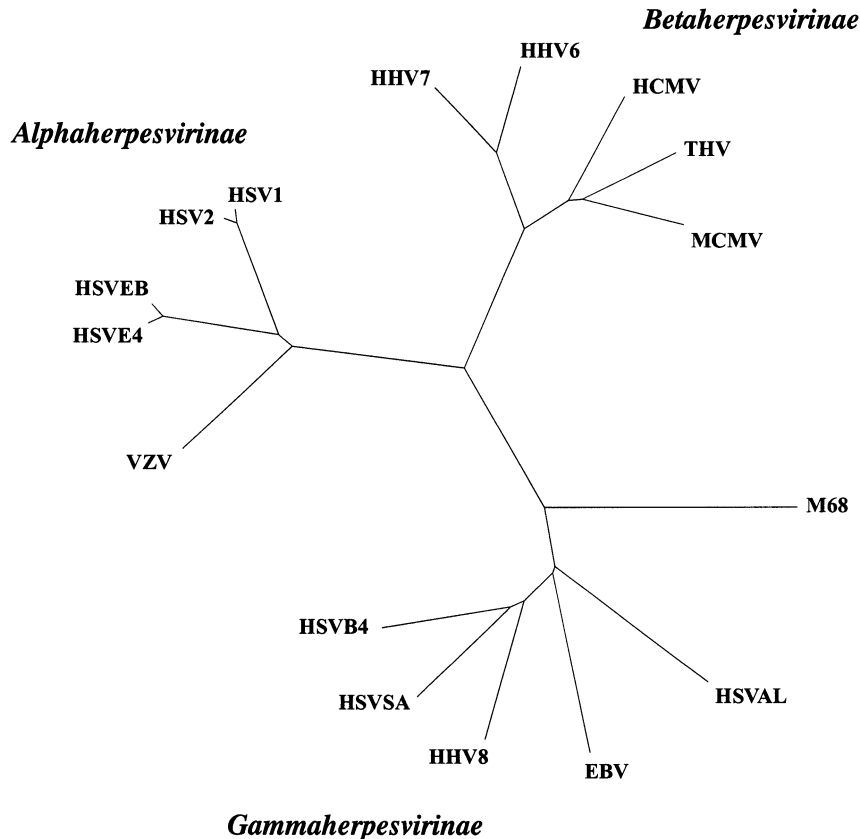 Betaherpesvirinae
HHV6
HHV7
HCMV
Alphaherpesvirinae
THV
HSV1
HSV2
MCMV
HSVEB
HSVE4
VZV
M68
HSVB4
HSVAL
HSVSA
HHV8
EBV
Gammaherpesvirinae